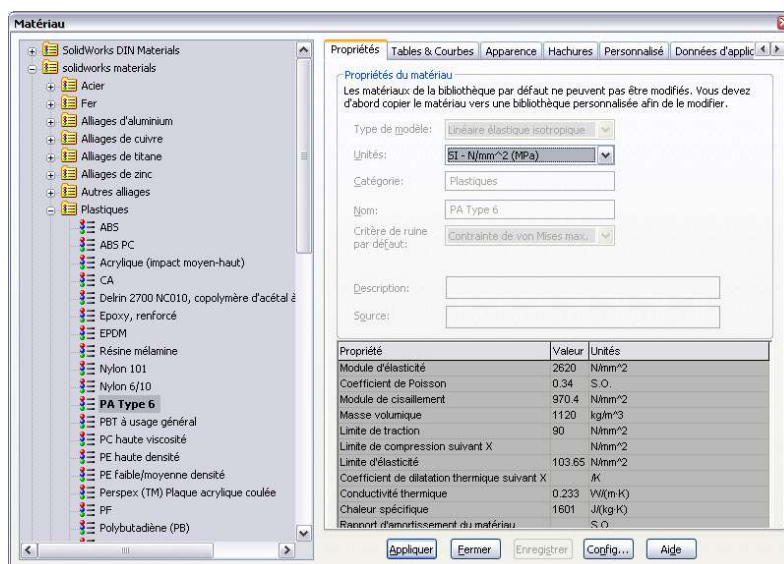 Matériau
SolidWorks DIN Materials
solidworks materials
Acier
Fer
Alliages d'aluminium
Alliages de cuivre
Alliages de titane
Alliages de zinc
Autres alliages
Plastiques
ABS
ABS PC
Acrylique (impact moyen-haut)
CA
Delrin 2700 NC010, copolymère d'acétal à
Epoxy, renforcé
EPDM
Résine mélamine
Nylon 101
Nylon 6/10
PA Type 6
PBT à usage général
PC haute viscosité
PE haute densité
PE faible/moyenne densité
Perspex (TM) Plaque acrylique coulée
PF
Polybutadiène (PB)
Propriétés Tables & Courbes Apparence Hachures Personnalisé Données d'applic
Propriétés du matériau
Les matériaux de la bibliothèque par défaut ne peuvent pas être modifiés. Vous devez
d'abord copier le matériau vers une bibliothèque personnalisée afin de le modifier.
Type de modèle: Linéaire élastique isotropique
Unités: SI - N/mm^2 (MPa)
Catégorie: Plastiques
Nom: PA Type 6
Critère de ruine
par défaut: Contrainte de von Mises max.
Description:
Source:
Propriété Valeur Unités
Module d'élasticité 2620 N/mm^2
Coefficient de Poisson 0.34 S.O.
Module de cisaillement 970.4 N/mm^2
Masse volumique 1120 kg/m^3
Limite de traction 90 N/mm^2
Limite de compression suivant X N/mm^2
Limite d'élasticité 103.65 N/mm^2
Coefficient de dilatation thermique suivant X /K
Conductivité thermique 0.233 W/(m·K)
Chaleur spécifique 1601 J/(kg·K)
Rapport d'amortissement du matériau S.O.
Appliquer Fermer Enregistrer Config... Aide